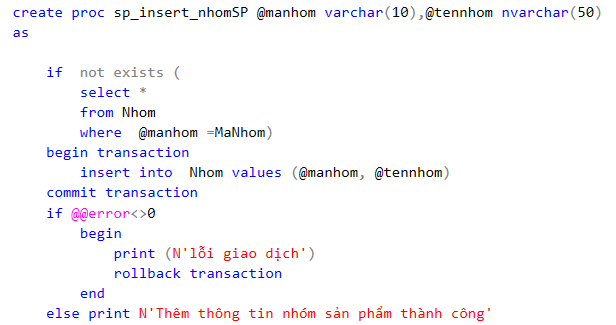 create proc sp_insert_nhomSP @manhom varchar(10),@tennhom nvarchar(50)
as
if  not exists (
select *
from Nhom
where  @manhom =MaNhom)
begin transaction
insert into  Nhom values (@manhom, @tennhom)
commit transaction
if @@error<>0
begin
print (N'lỗi giao dịch')
rollback transaction
end
else print N'Thêm thông tin nhóm sản phẩm thành công'